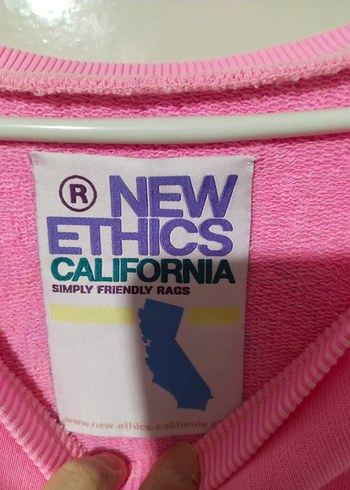 ® NEW
ETHICS
CALIFORNIA
SIMPLY FRIENDLY RAGS
www.new-ethics-california.